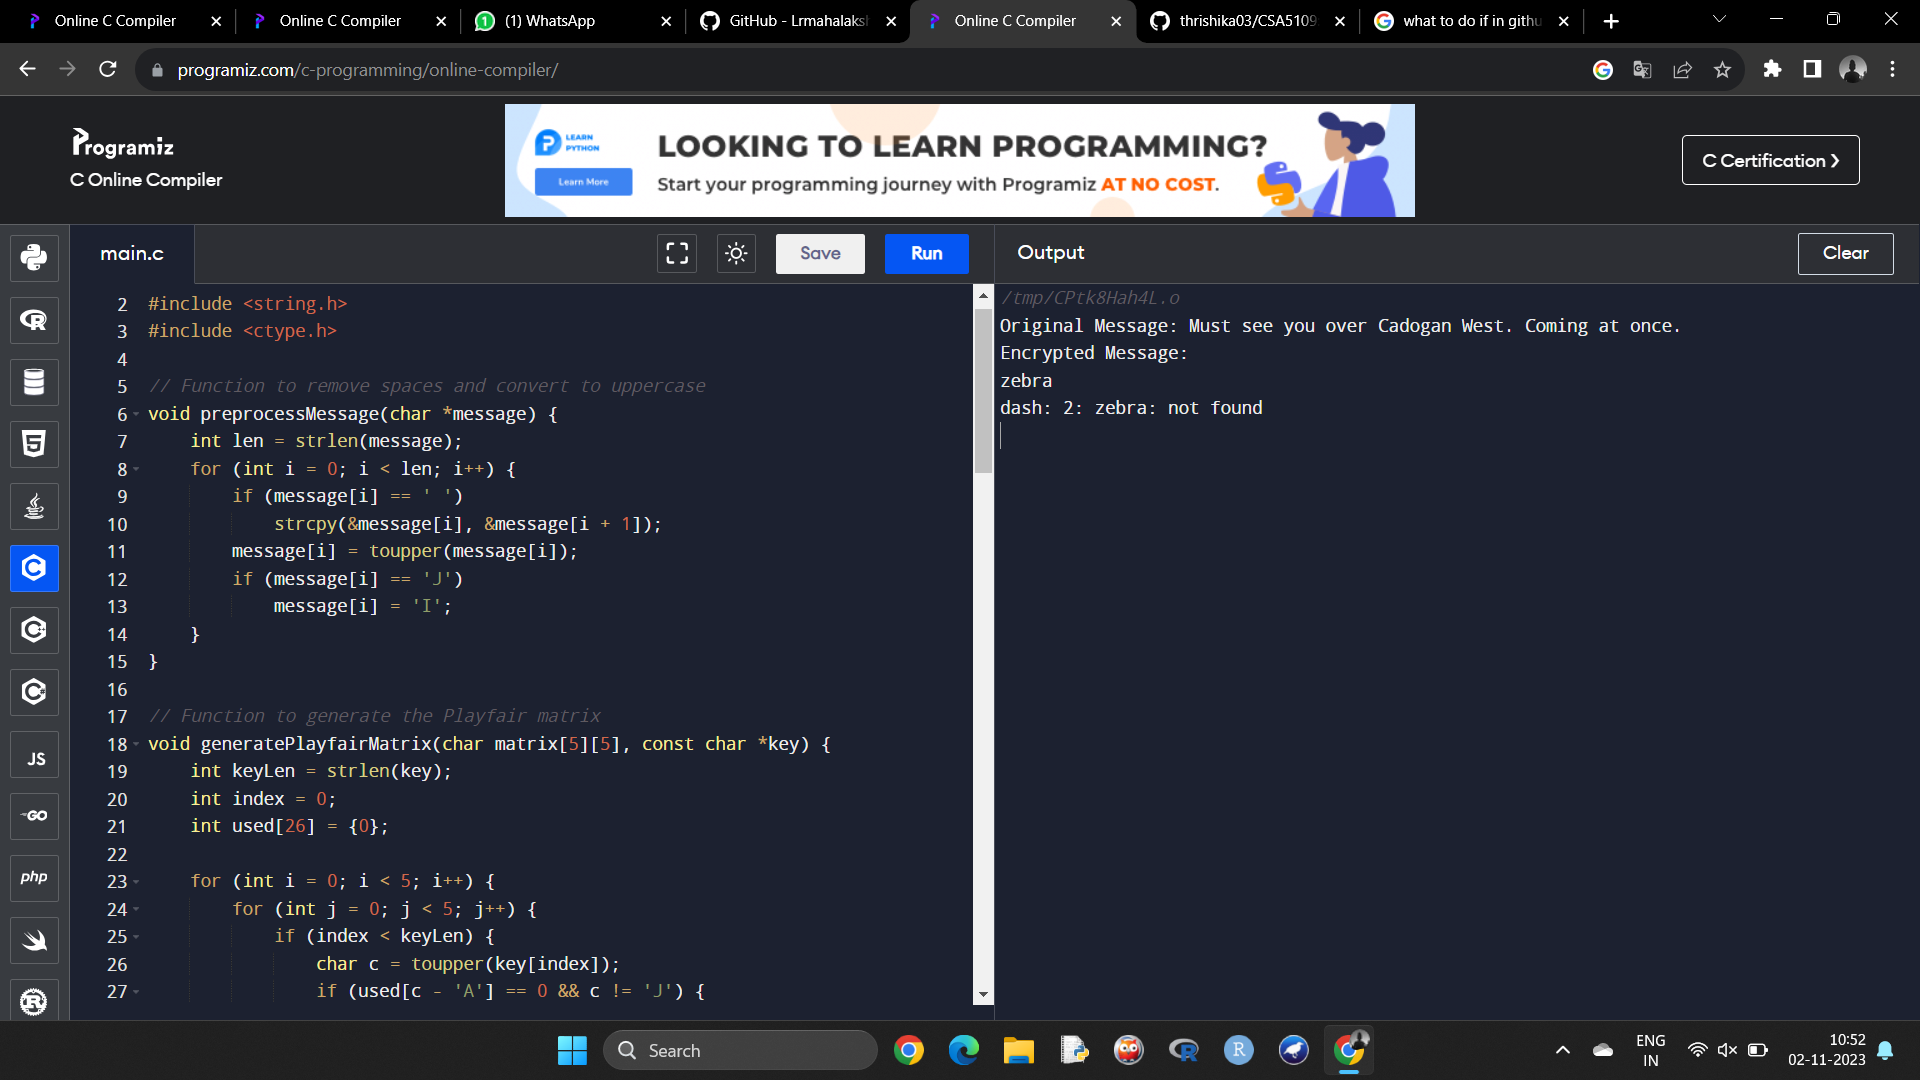 Online C Compiler
Online C Compiler
(1) WhatsApp
GitHub - Lrmahalaksh
Online C Compiler
thrishika03/CSA5109
what to do if in githu
programiz.com/c-programming/online-compiler/
Programiz
C Online Compiler
LEARN PYTHON
Learn More
LOOKING TO LEARN PROGRAMMING?
Start your programming journey with Programiz AT NO COST.
C Certification ❯
main.c
Save
Run
Output
Clear
2 #include <string.h>
3 #include <ctype.h>
4
5 // Function to remove spaces and convert to uppercase
6 void preprocessMessage(char *message) {
7 int len = strlen(message);
8 for (int i = 0; i < len; i++) {
9 if (message[i] == ' ')
10 strcpy(&message[i], &message[i + 1]);
11 message[i] = toupper(message[i]);
12 if (message[i] == 'J')
13 message[i] = 'I';
14 }
15 }
16
17 // Function to generate the Playfair matrix
18 void generatePlayfairMatrix(char matrix[5][5], const char *key) {
19 int keyLen = strlen(key);
20 int index = 0;
21 int used[26] = {0};
22
23 for (int i = 0; i < 5; i++) {
24 for (int j = 0; j < 5; j++) {
25 if (index < keyLen) {
26 char c = toupper(key[index]);
27 if (used[c - 'A'] == 0 && c != 'J') {
/tmp/CPtk8Hah4L.o
Original Message: Must see you over Cadogan West. Coming at once.
Encrypted Message:
zebra
dash: 2: zebra: not found
JS
GO
php
Search
ENG
IN
10:52
02-11-2023